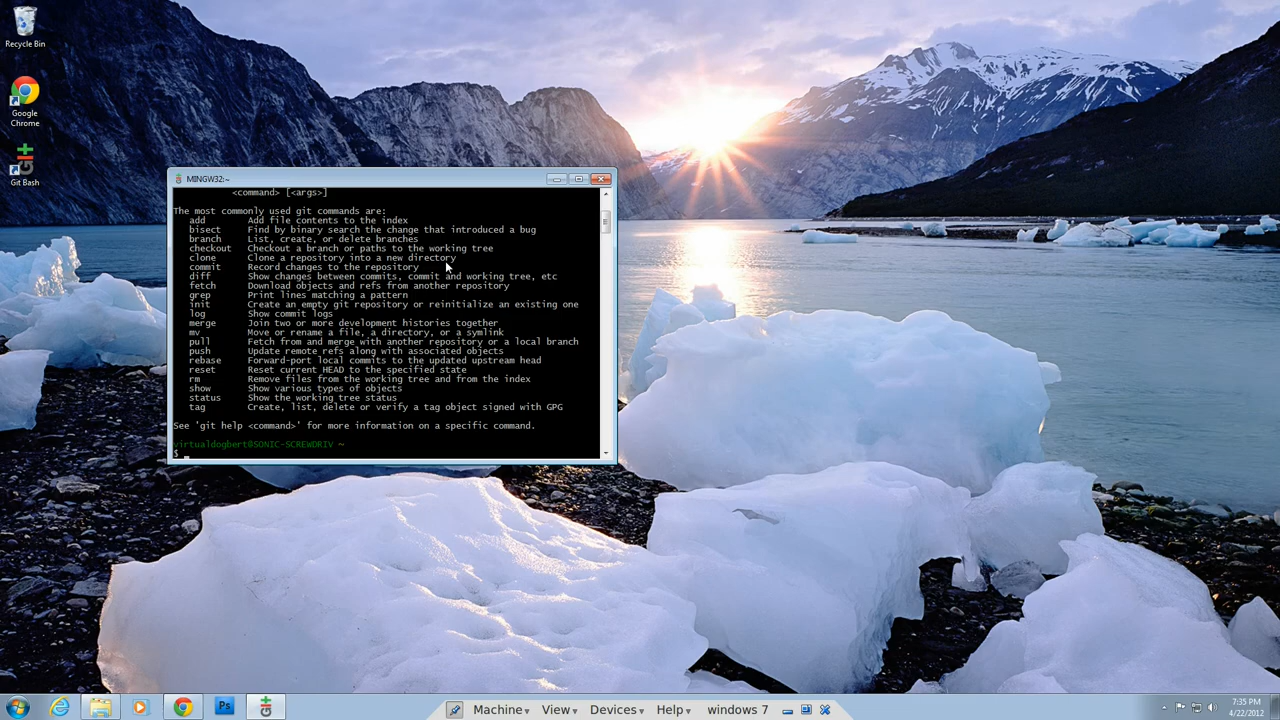 Recycle Bin
Google
Chrome
Git Bash
MINGW32:~
<command> [<args>]
The most commonly used git commands are:
add Add file contents to the index
bisect Find by binary search the change that introduced a bug
branch List, create, or delete branches
checkout Checkout a branch or paths to the working tree
clone Clone a repository into a new directory
commit Record changes to the repository
diff Show changes between commits, commit and working tree, etc
fetch Download objects and refs from another repository
grep Print lines matching a pattern
init Create an empty git repository or reinitialize an existing one
log Show commit logs
merge Join two or more development histories together
mv Move or rename a file, a directory, or a symlink
pull Fetch from and merge with another repository or a local branch
push Update remote refs along with associated objects
rebase Forward-port local commits to the updated upstream head
reset Reset current HEAD to the specified state
rm Remove files from the working tree and from the index
show Show various types of objects
status Show the working tree status
tag Create, list, delete or verify a tag object signed with GPG
See 'git help <command>' for more information on a specific command.
virtualdogbert@SONIC-SCREWDRIV ~
$
Ps
Machine View Devices Help windows 7
7:35 PM
4/22/2012